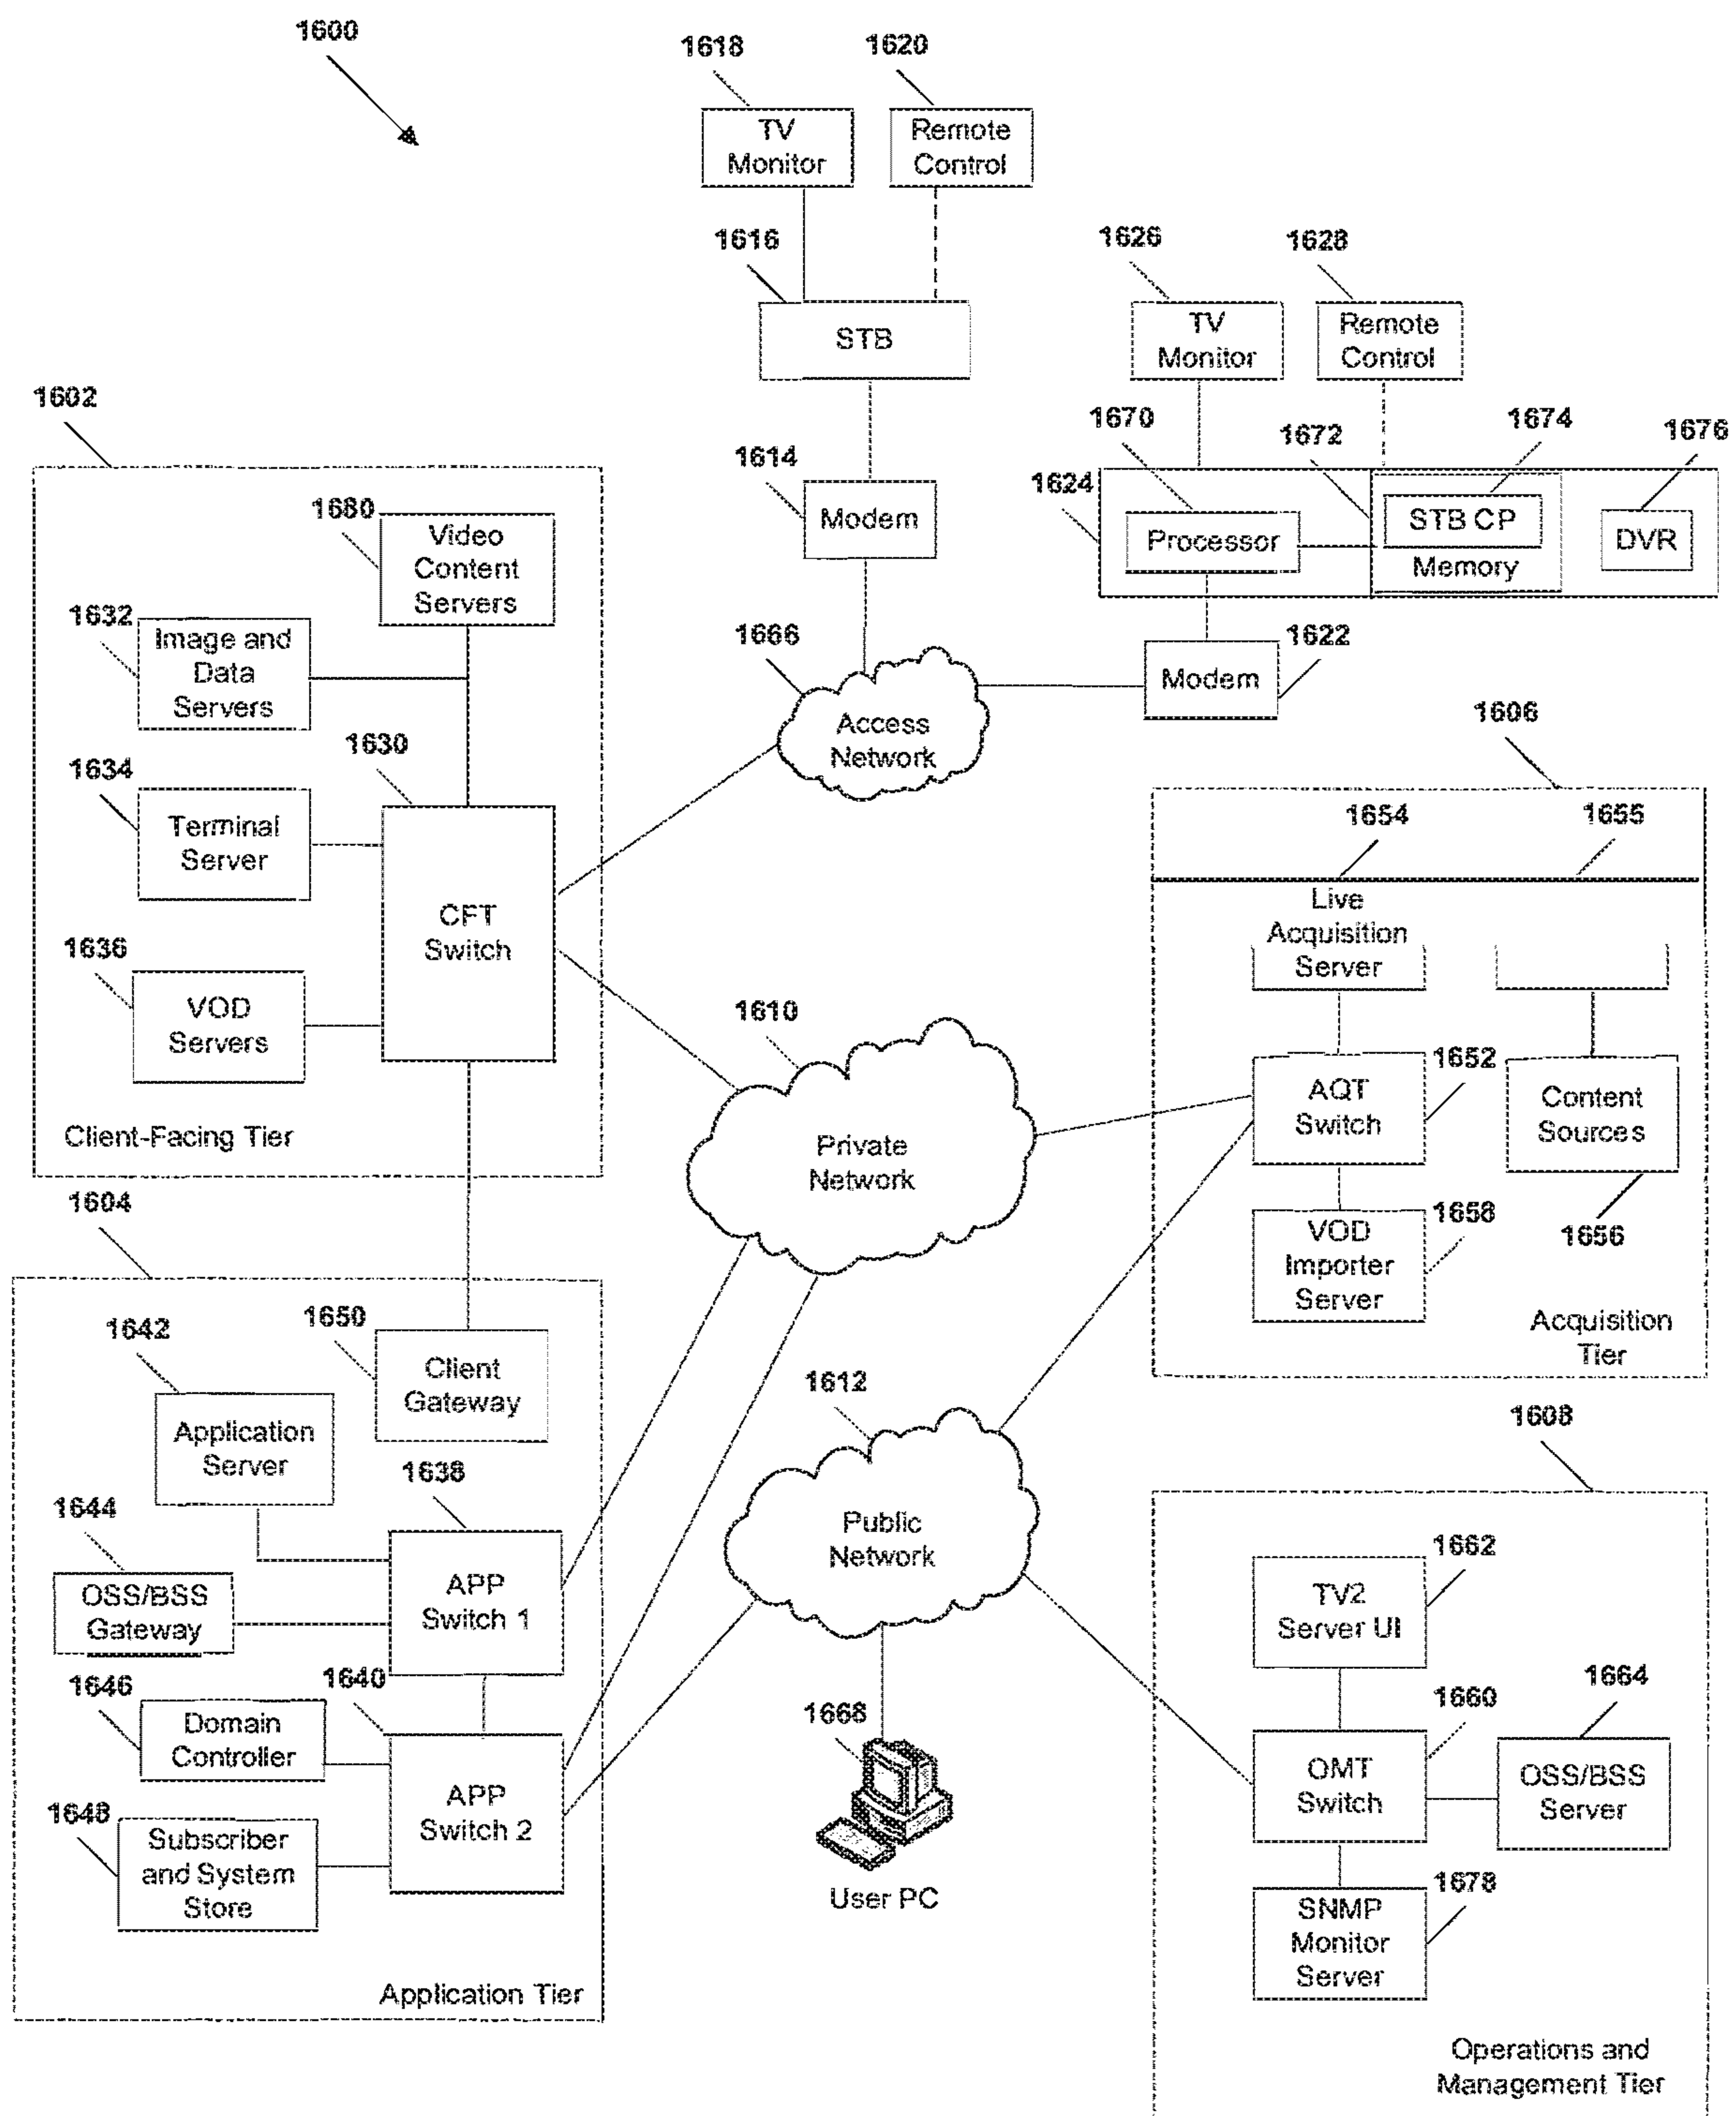 1600
1618
1620
TV
Monitor
Remote
Control
1616
STB
1626
1628
TV
Monitor
Remote
Control
1614
Modem
1670
1672
1674
1676
1624
Processor
STB CP
Memory
DVR
1622
Modem
1666
Access
Network
1602
1680
Video
Content
Servers
1632
Image and
Data
Servers
1634
Terminal
Server
1630
CFT
Switch
1636
VOD
Servers
Client-Facing Tier
1610
Private
Network
1606
1654
1655
Live
Acquisition
Server
1652
AQT
Switch
Content
Sources
1656
1658
VOD
Importer
Server
Acquisition
Tier
1604
1642
Application
Server
1650
Client
Gateway
1644
OSS/BSS
Gateway
1638
APP
Switch 1
1646
Domain
Controller
1640
APP
Switch 2
1648
Subscriber
and System
Store
Application Tier
1612
Public
Network
1668
User PC
1608
1662
TV2
Server UI
1660
OMT
Switch
1664
OSS/BSS
Server
1678
SNMP
Monitor
Server
Operations and
Management Tier